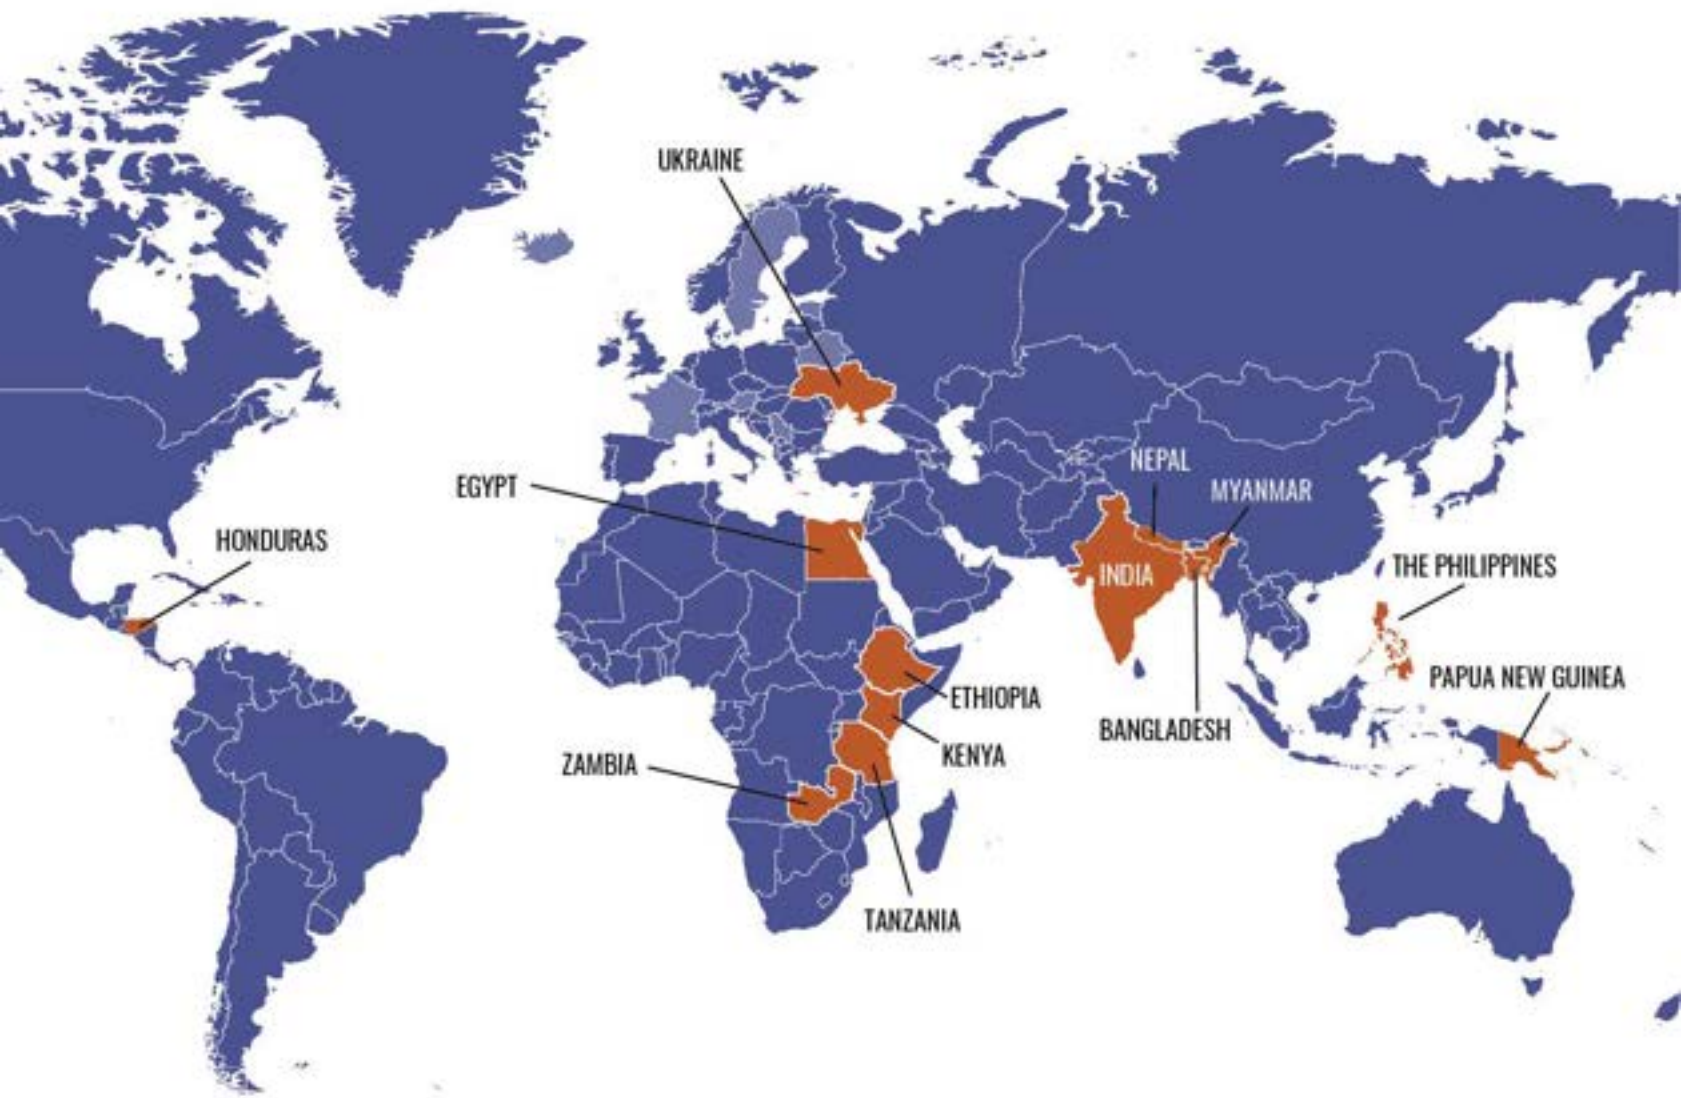 UKRAINE
NEPAL
EGYPT
MYANMAR
HONDURAS
THE PHILIPPINES
INDIA
PAPUA NEW GUINEA
ETHIOPIA
BANGLADESH
KENYA
ZAMBIA
TANZANIA